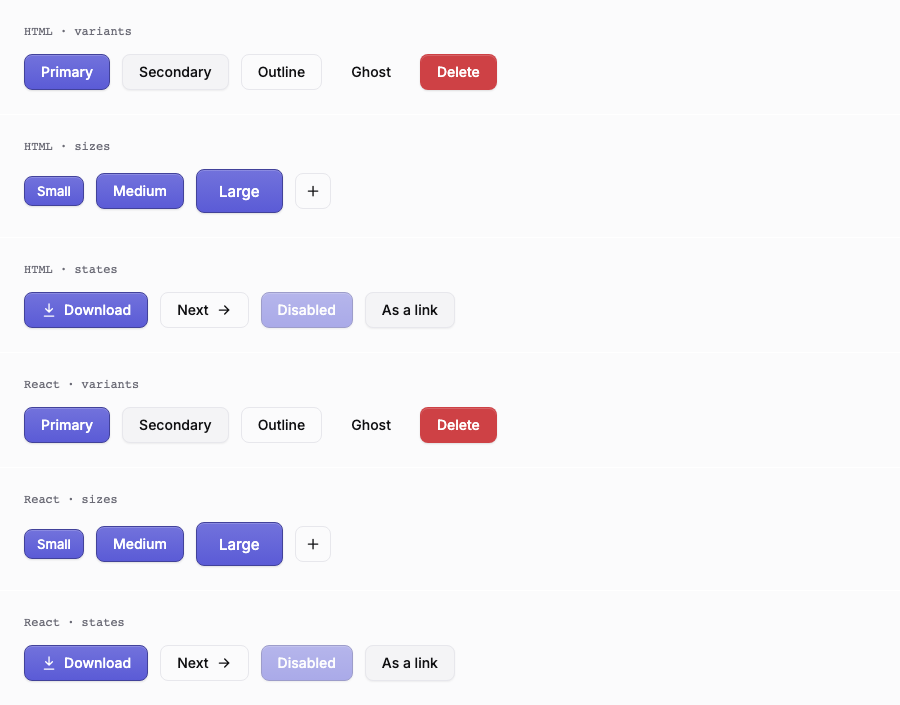 HTML · variants
Primary Secondary Outline Ghost Delete
HTML · sizes
Small Medium Large +
HTML · states
Download Next → Disabled As a link
React · variants
Primary Secondary Outline Ghost Delete
React · sizes
Small Medium Large +
React · states
Download Next → Disabled As a link